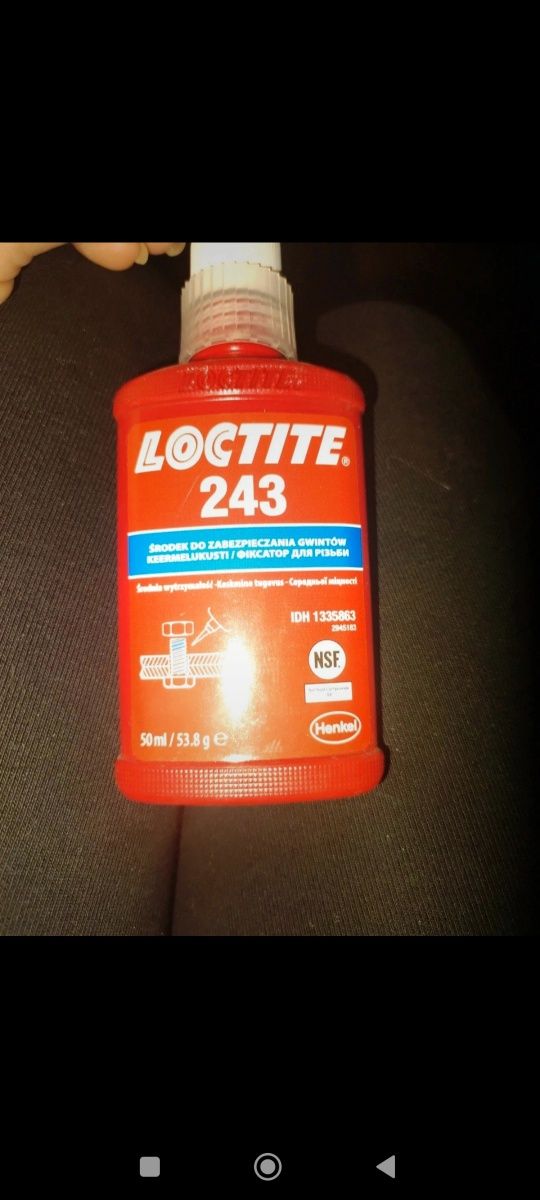 LOCTITE®
243
ŚRODEK DO ZABEZPIECZANIA GWINTÓW
KEERMELUKUSTI / ФІКСАТОР ДЛЯ РІЗЬБИ
Średnia wytrzymałość - Keskmine tugevus - Середньої міцності
IDH 1335863
2845182
NSF.
50 ml / 53.8 g ℮
Henkel